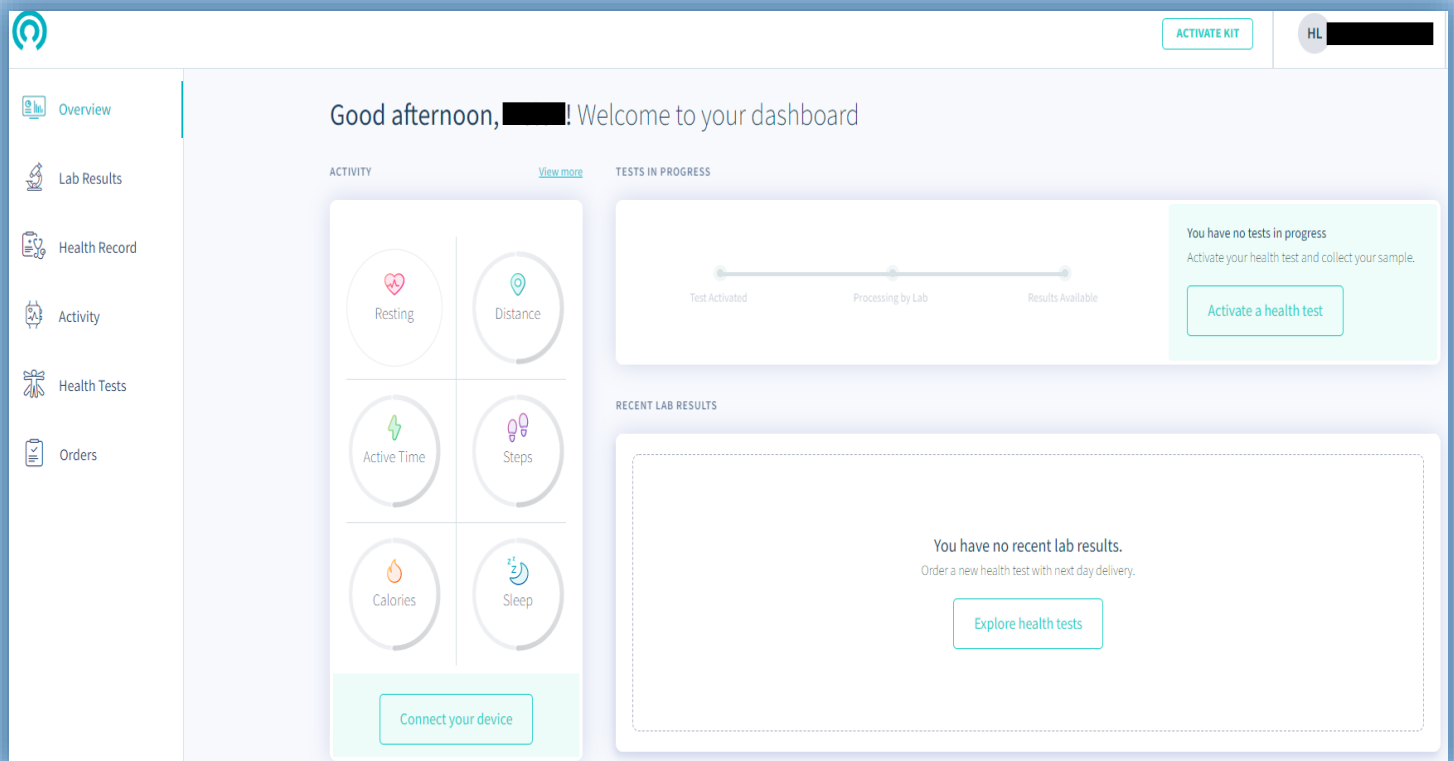 ACTIVATE KIT
HL
Overview
Lab Results
Health Record
Activity
Health Tests
Orders
Good afternoon, ! Welcome to your dashboard
ACTIVITY
View more
Resting
Distance
Active Time
Steps
Calories
Sleep
Connect your device
TESTS IN PROGRESS
Test Activated
Processing by Lab
Results Available
You have no tests in progress
Activate your health test and collect your sample.
Activate a health test
RECENT LAB RESULTS
You have no recent lab results.
Order a new health test with next day delivery.
Explore health tests